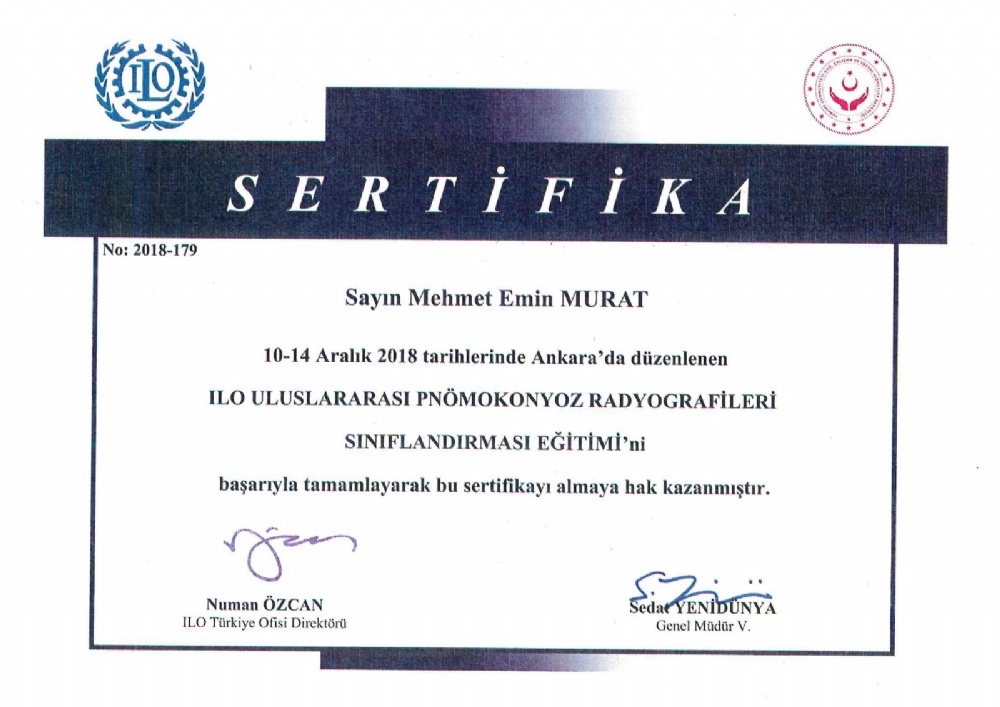 ILO
SERTİFİKA
No: 2018-179
Sayın Mehmet Emin MURAT
10-14 Aralık 2018 tarihlerinde Ankara'da düzenlenen
ILO ULUSLARARASI PNÖMOKONYOZ RADYOGRAFİLERİ
SINIFLANDIRMASI EĞİTİMİ'ni
başarıyla tamamlayarak bu sertifikayı almaya hak kazanmıştır.
Numan ÖZCAN
ILO Türkiye Ofisi Direktörü
Sedat YENİDÜNYA
Genel Müdür V.